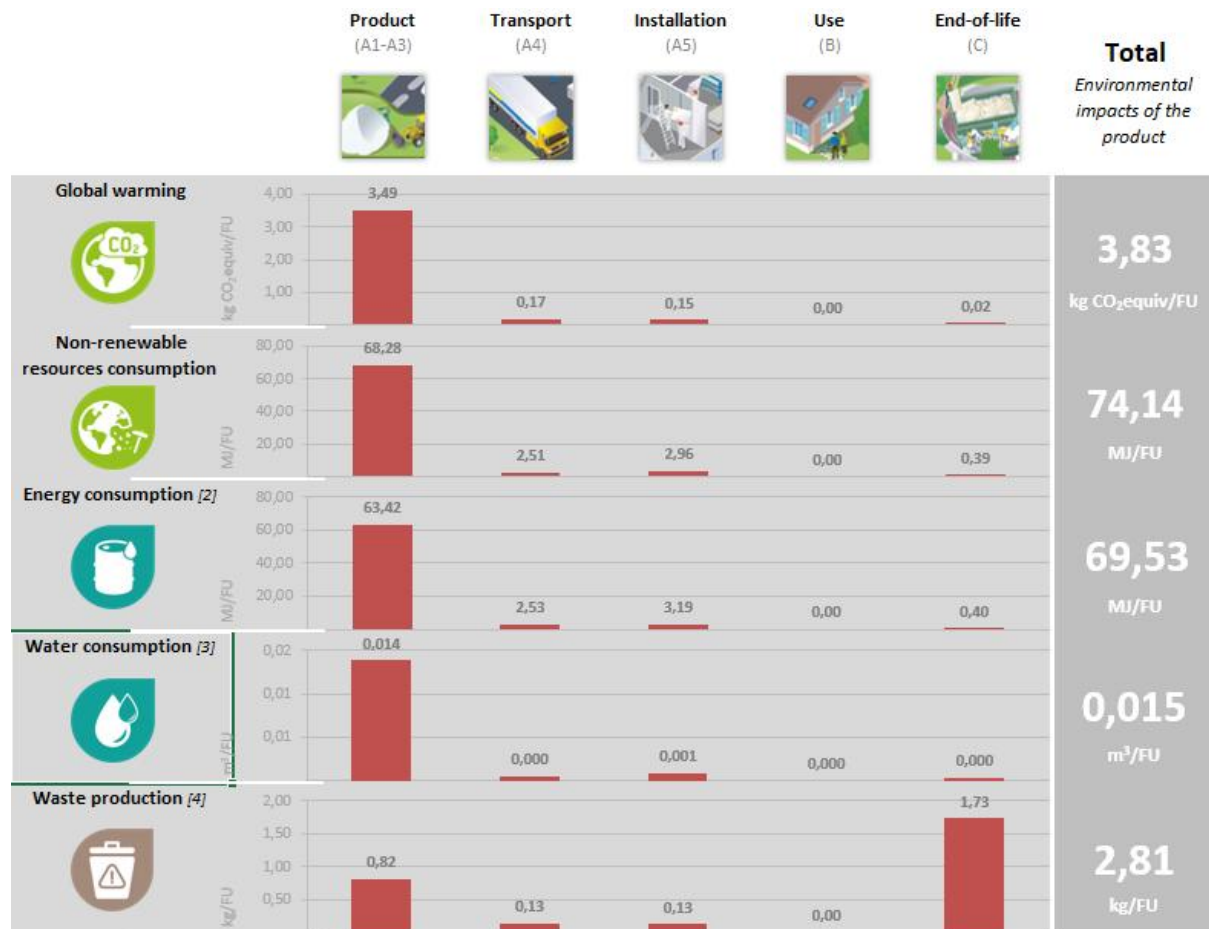 Product
(A1-A3)
Transport
(A4)
Installation
(A5)
Use
(B)
End-of-life
(C)
Total
Environmental
impacts of the
product
Global warming
CO₂
kg CO₂equiv/FU
4,00
3,00
2,00
1,00
3,49
0,17
0,15
0,00
0,02
3,83
kg CO₂equiv/FU
Non-renewable
resources consumption
MJ/FU
80,00
60,00
40,00
20,00
68,28
2,51
2,96
0,00
0,39
74,14
MJ/FU
Energy consumption [2]
MJ/FU
80,00
60,00
40,00
20,00
63,42
2,53
3,19
0,00
0,40
69,53
MJ/FU
Water consumption [3]
m³/FU
0,02
0,01
0,01
0,014
0,000
0,001
0,000
0,000
0,015
m³/FU
Waste production [4]
kg/FU
2,00
1,50
1,00
0,50
0,82
0,13
0,13
0,00
1,73
2,81
kg/FU